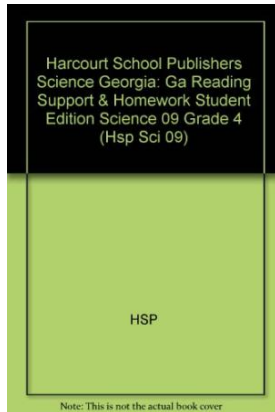 Harcourt School Publishers
Science Georgia: Ga Reading
Support & Homework Student
Edition Science 09 Grade 4
(Hsp Sci 09)
HSP
Note: This is not the actual book cover